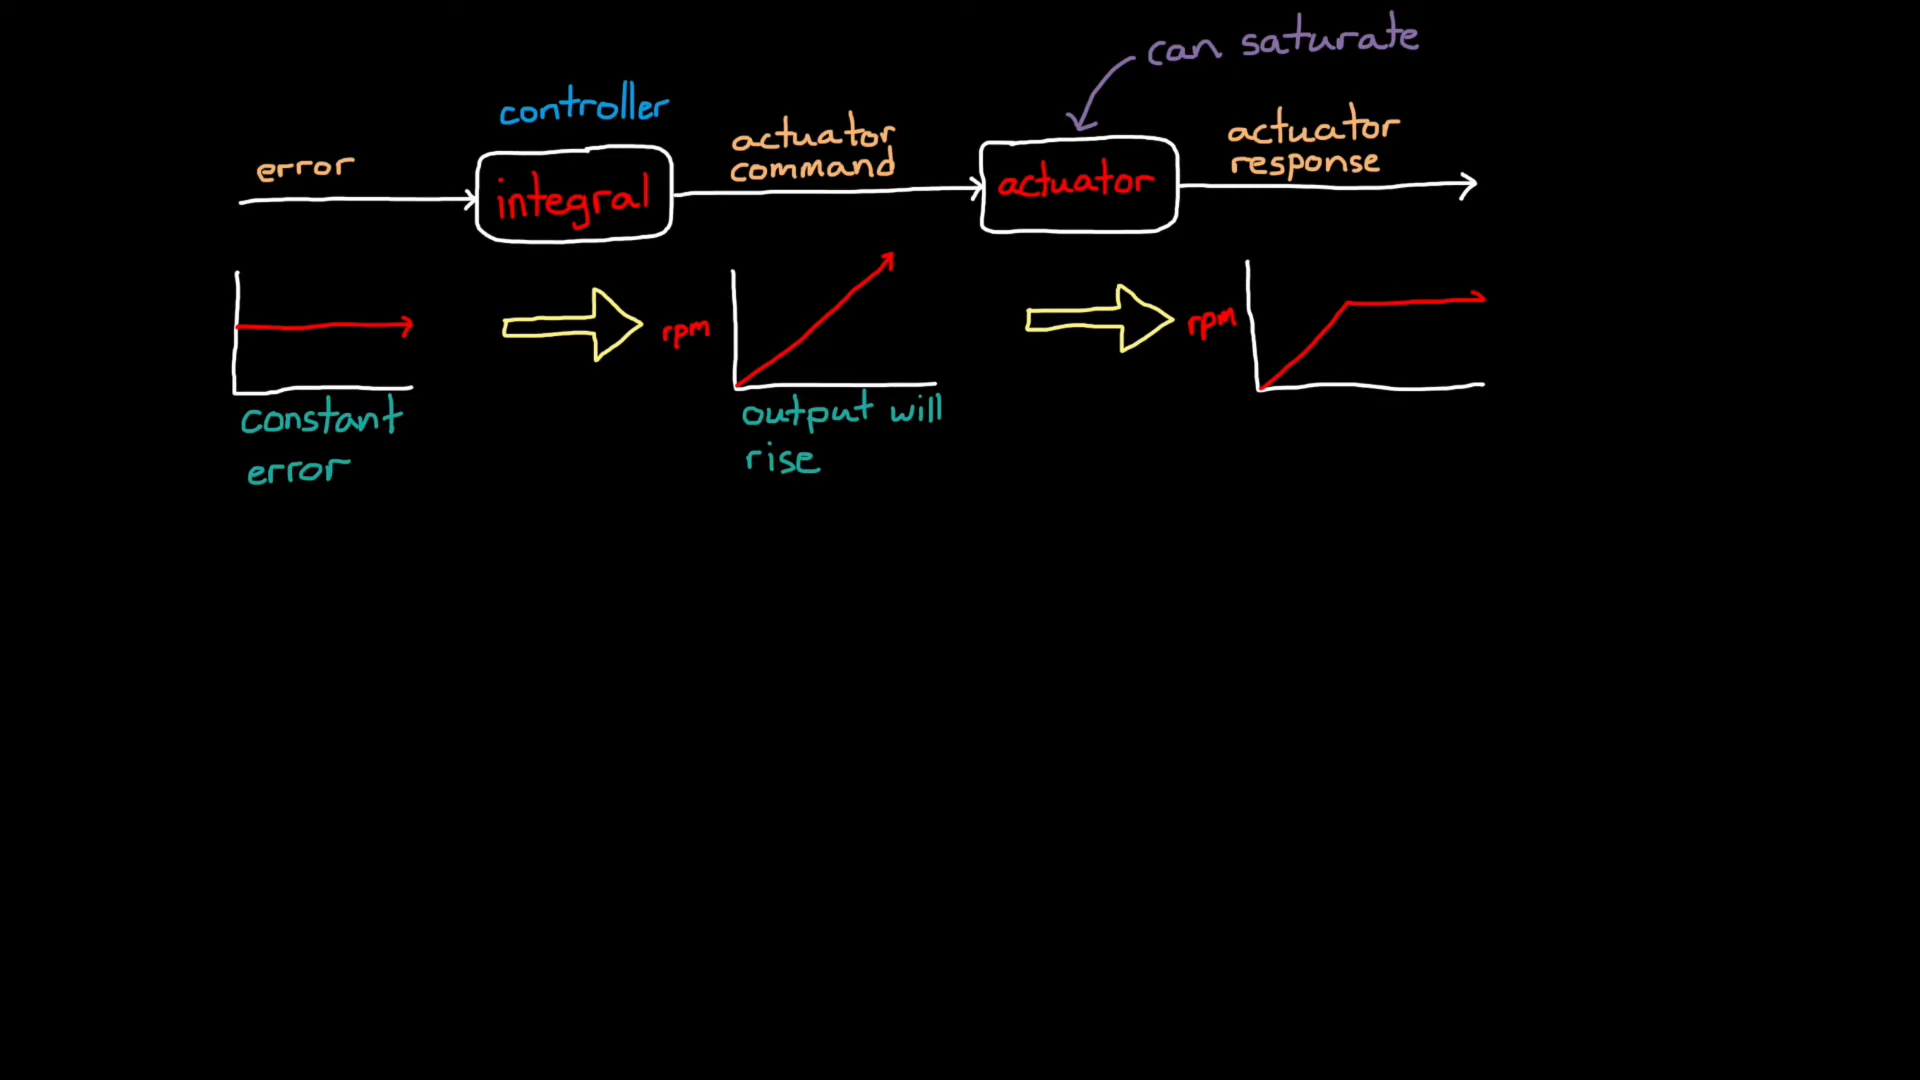 can saturate
controller
error
integral
actuator
command
actuator
actuator
response
rpm
rpm
constant
error
output will
rise